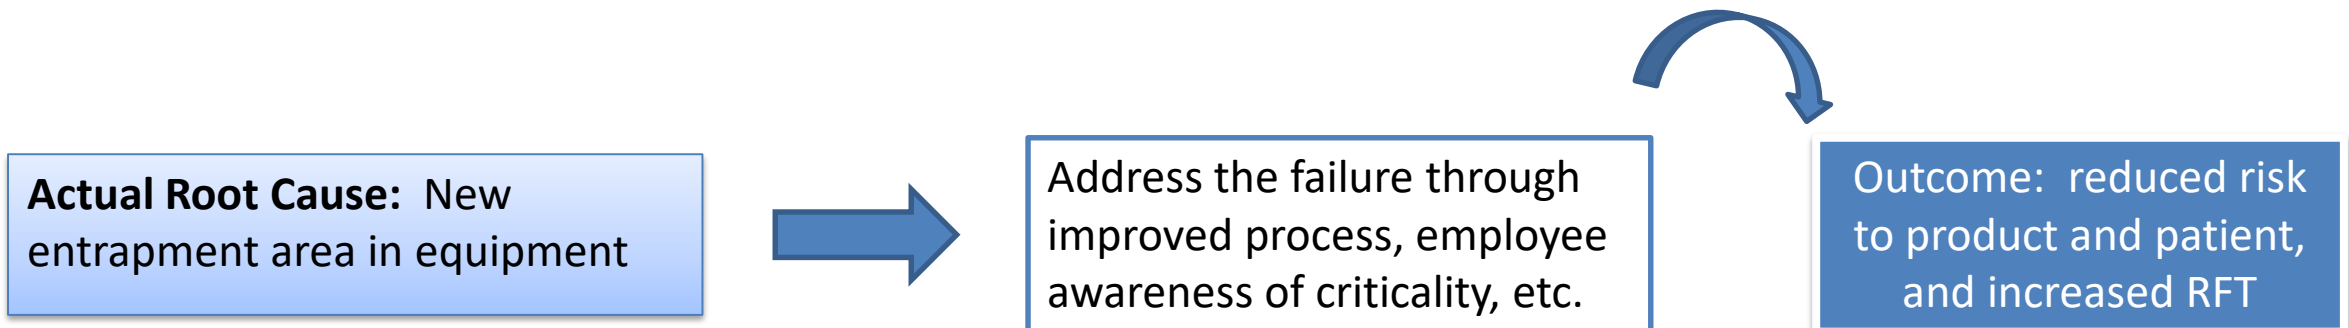 Actual Root Cause:  New
entrapment area in equipment
Address the failure through
improved process, employee
awareness of criticality, etc.
Outcome:  reduced risk
to product and patient,
and increased RFT